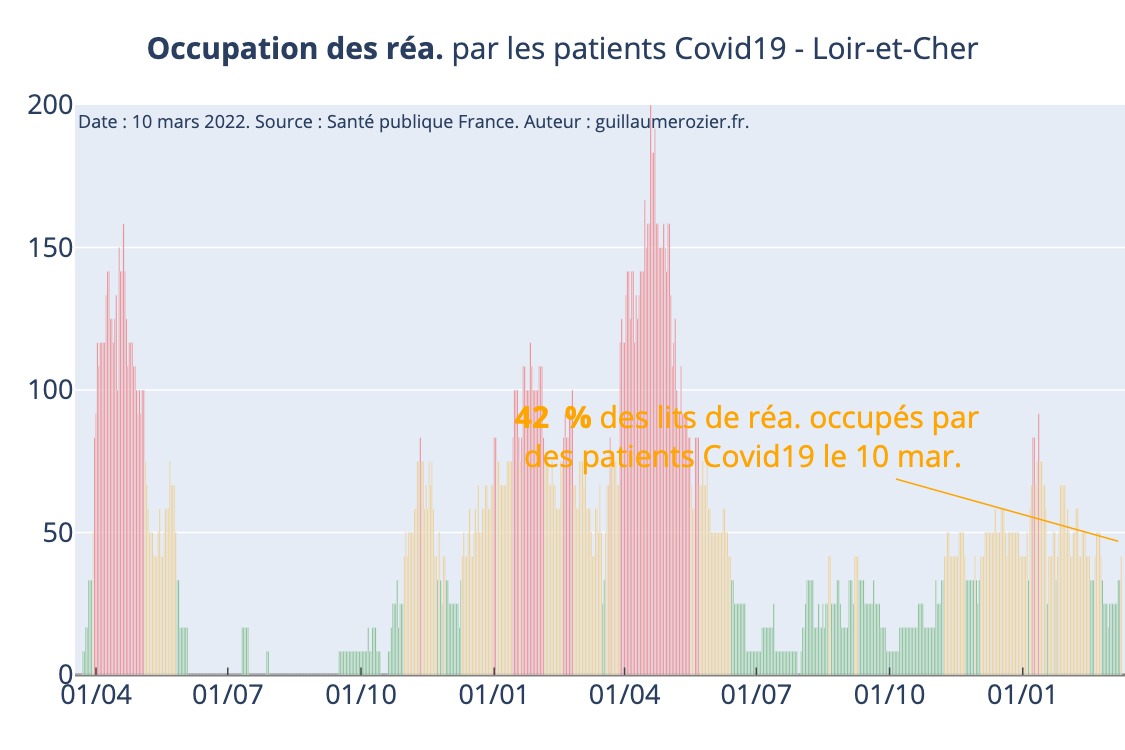 Occupation des réa. par les patients Covid19 - Loir-et-Cher
200
Date : 10 mars 2022. Source : Santé publique France. Auteur : guillaumerozier.fr.
150
100
42 % des lits de réa. occupés par
des patients Covid19 le 10 mar.
50
0
01/04 01/07 01/10 01/01 01/04 01/07 01/10 01/01